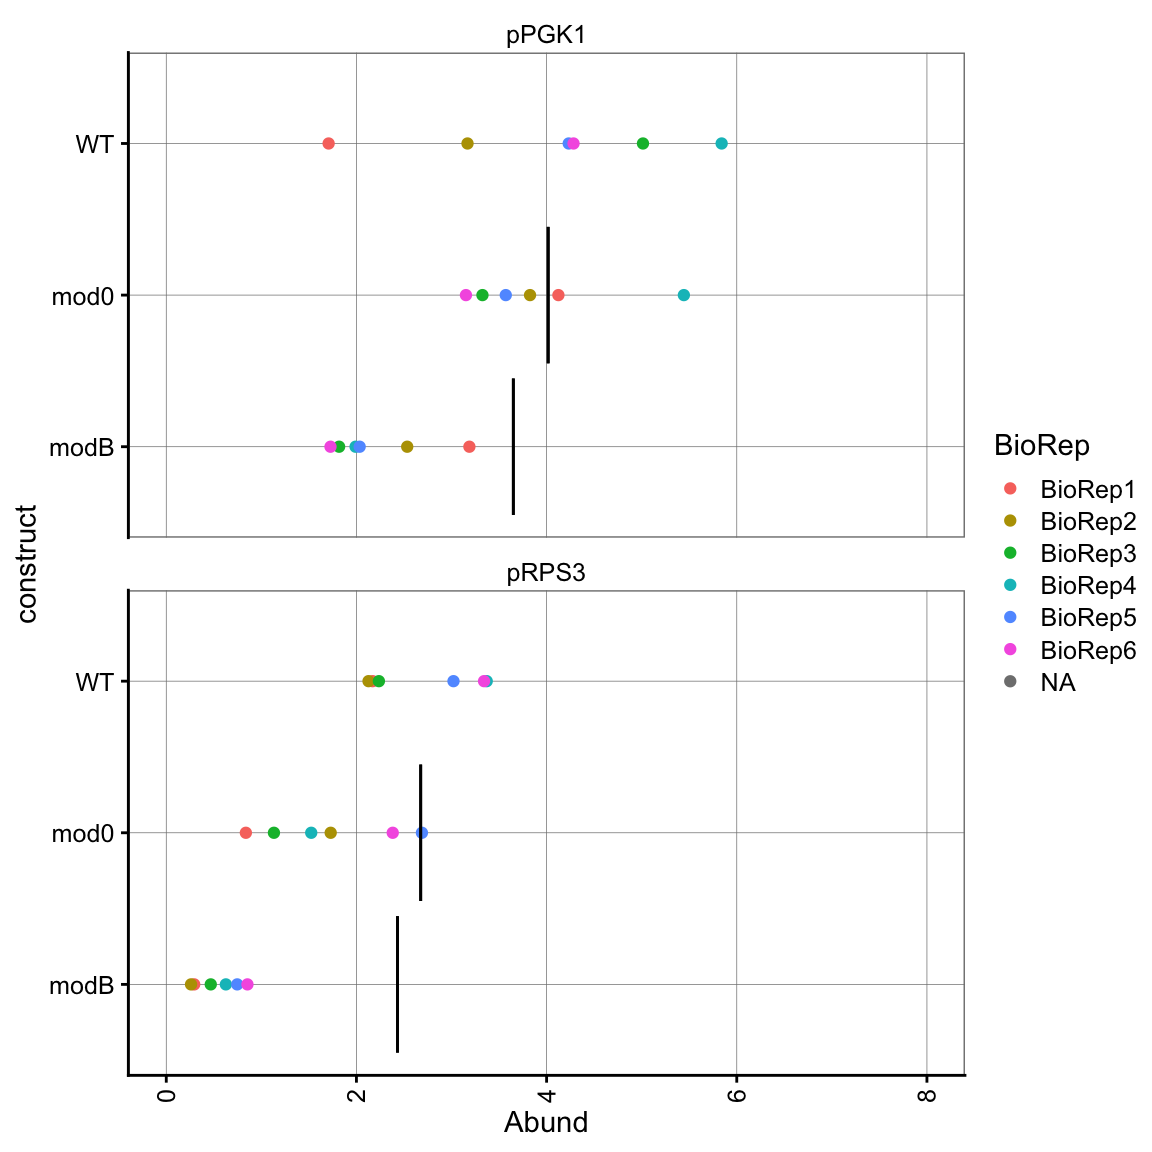 pPGK1
WT
mod0
modB
pRPS3
WT
mod0
modB
construct
0
2
4
6
8
Abund
BioRep
BioRep1
BioRep2
BioRep3
BioRep4
BioRep5
BioRep6
NA